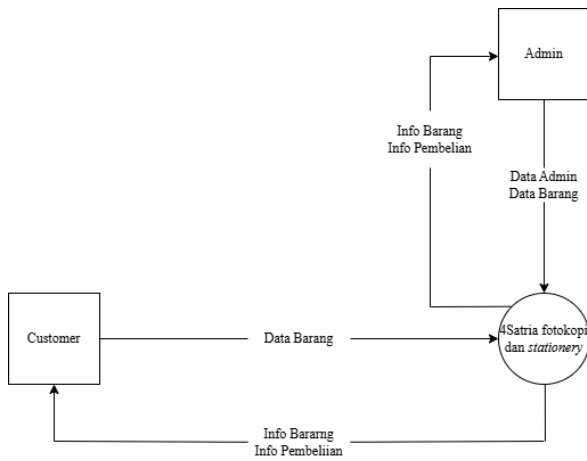 Admin
Info Barang
Info Pembelian
Data Admin
Data Barang
4Satria fotokopi
dan stationery
Customer
Data Barang
Info Bararng
Info Pembeliian